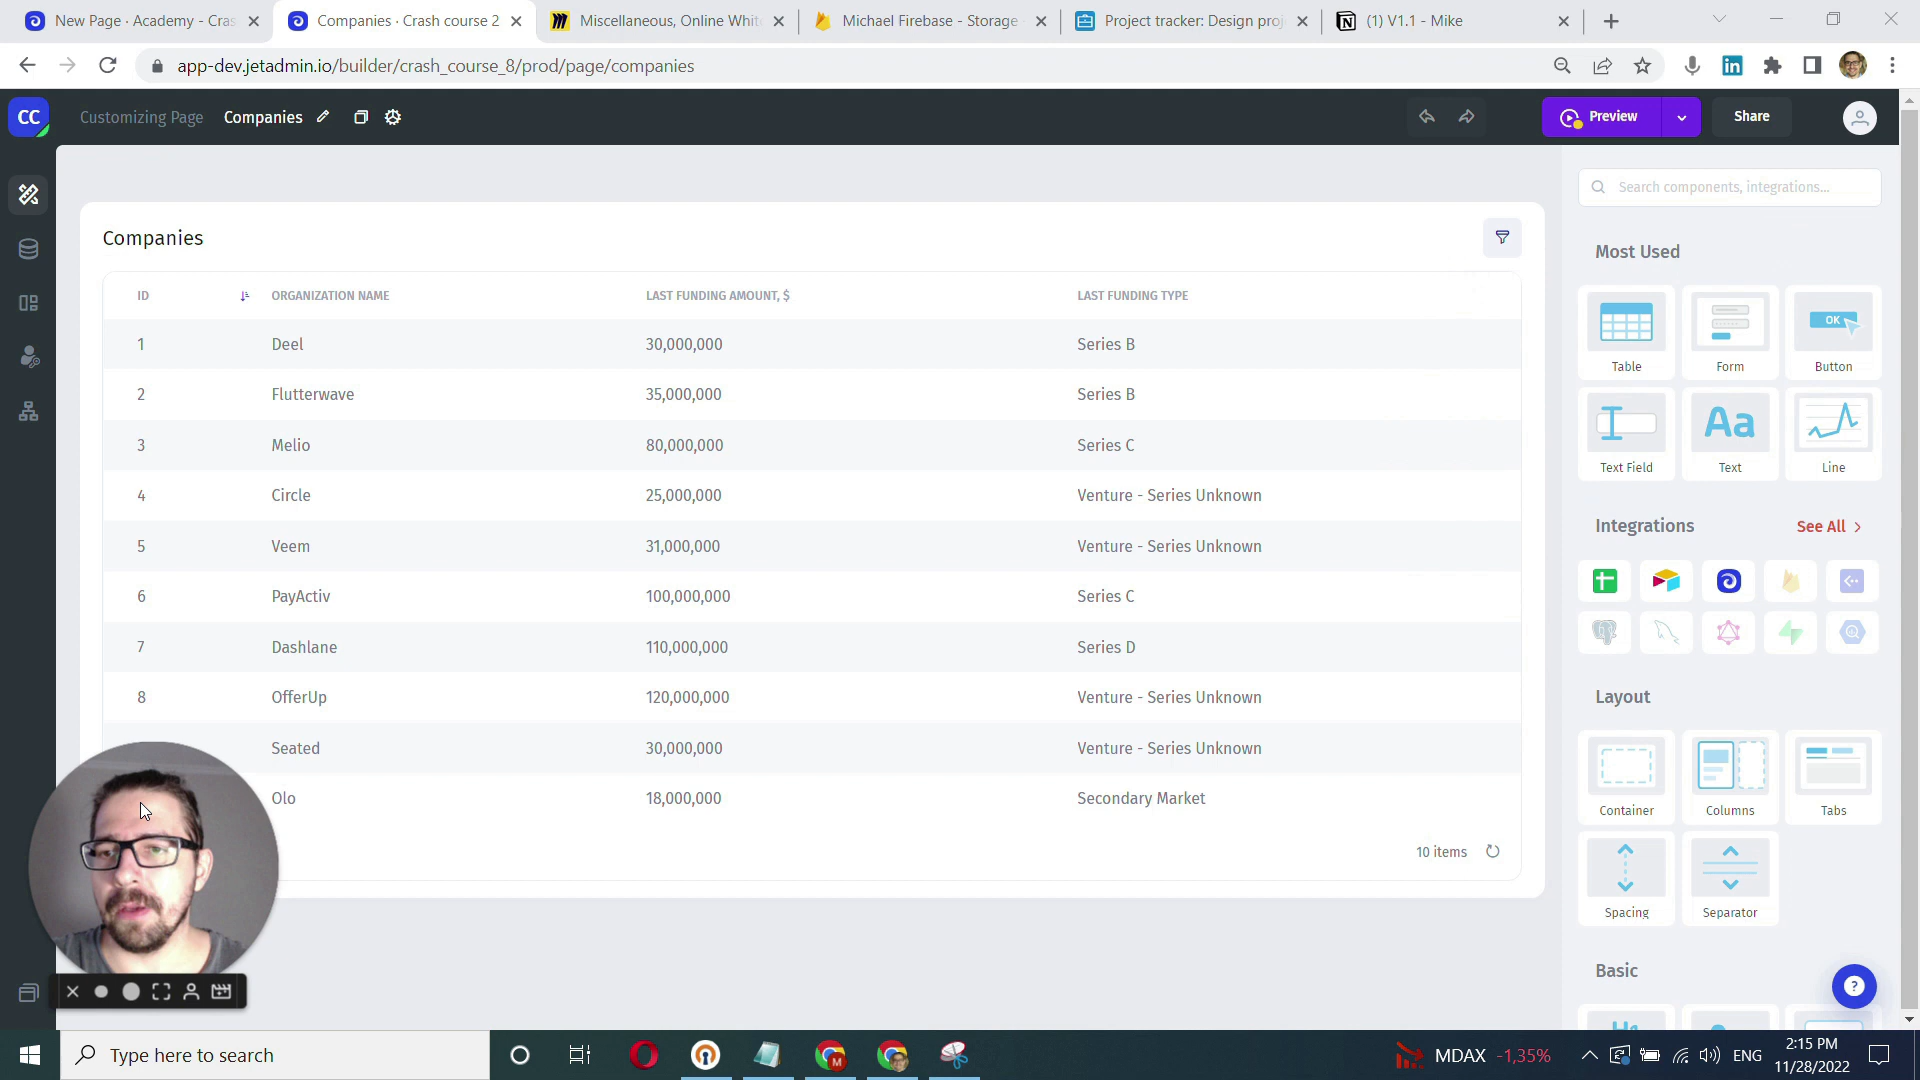 New Page · Academy - Cras
Companies · Crash course 2
Miscellaneous, Online Whit
Michael Firebase - Storage
Project tracker: Design proj
(1) V1.1 - Mike
app-dev.jetadmin.io/builder/crash_course_8/prod/page/companies
CC
Customizing Page
Companies
Preview
Share
Search components, integrations...
Companies
ID
ORGANIZATION NAME
LAST FUNDING AMOUNT, $
LAST FUNDING TYPE
1 Deel 30,000,000 Series B
2 Flutterwave 35,000,000 Series B
3 Melio 80,000,000 Series C
4 Circle 25,000,000 Venture - Series Unknown
5 Veem 31,000,000 Venture - Series Unknown
6 PayActiv 100,000,000 Series C
7 Dashlane 110,000,000 Series D
8 OfferUp 120,000,000 Venture - Series Unknown
Seated 30,000,000 Venture - Series Unknown
Olo 18,000,000 Secondary Market
10 items
Most Used
OK
Table
Form
Button
Aa
Text Field
Text
Line
Integrations
See All
Layout
Container
Columns
Tabs
Spacing
Separator
Basic
?
Type here to search
M
MDAX -1,35%
ENG
2:15 PM
11/28/2022